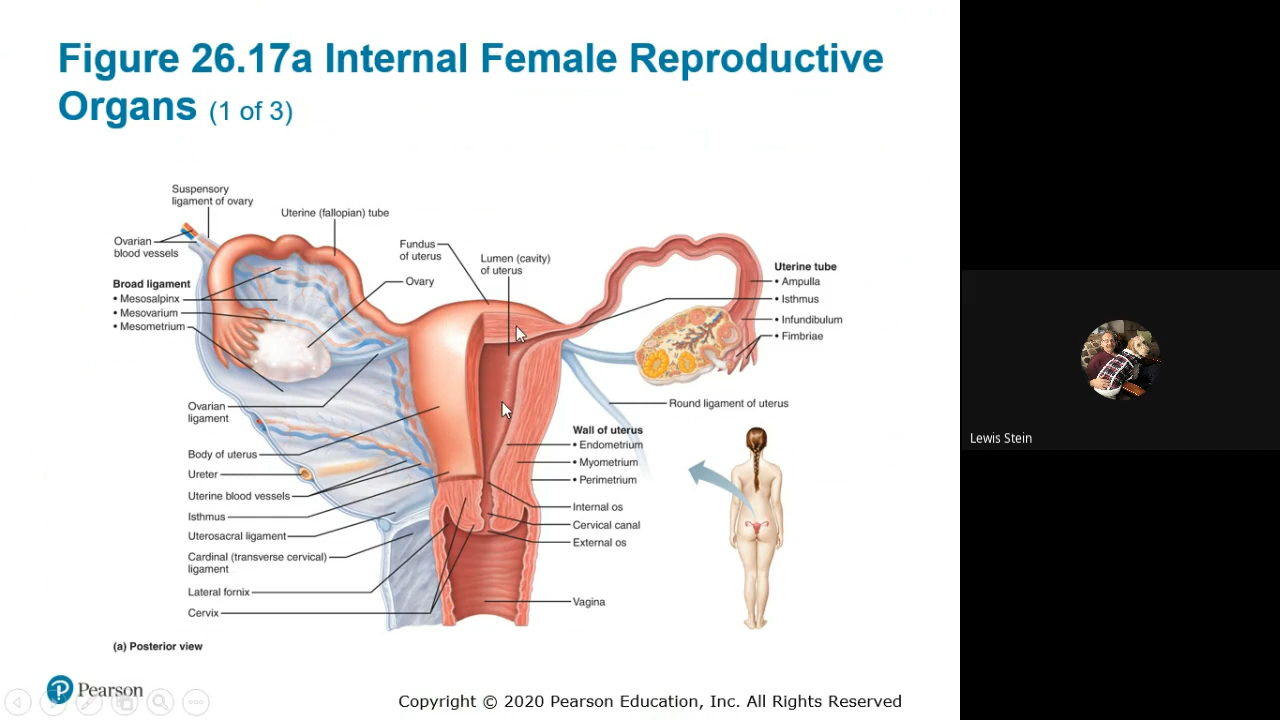 Figure 26.17a Internal Female Reproductive
Organs (1 of 3)
Suspensory
ligament of ovary
Uterine (fallopian) tube
Ovarian
blood vessels
Fundus
of uterus
Lumen (cavity)
of uterus
Ovary
Broad ligament
• Mesosalpinx
• Mesovarium
• Mesometrium
Uterine tube
• Ampulla
• Isthmus
• Infundibulum
• Fimbriae
Ovarian
ligament
Round ligament of uterus
Body of uterus
Ureter
Uterine blood vessels
Isthmus
Uterosacral ligament
Cardinal (transverse cervical)
ligament
Lateral fornix
Cervix
Wall of uterus
• Endometrium
• Myometrium
• Perimetrium
Internal os
Cervical canal
External os
Vagina
(a) Posterior view
P Pearson
Copyright © 2020 Pearson Education, Inc. All Rights Reserved
Lewis Stein